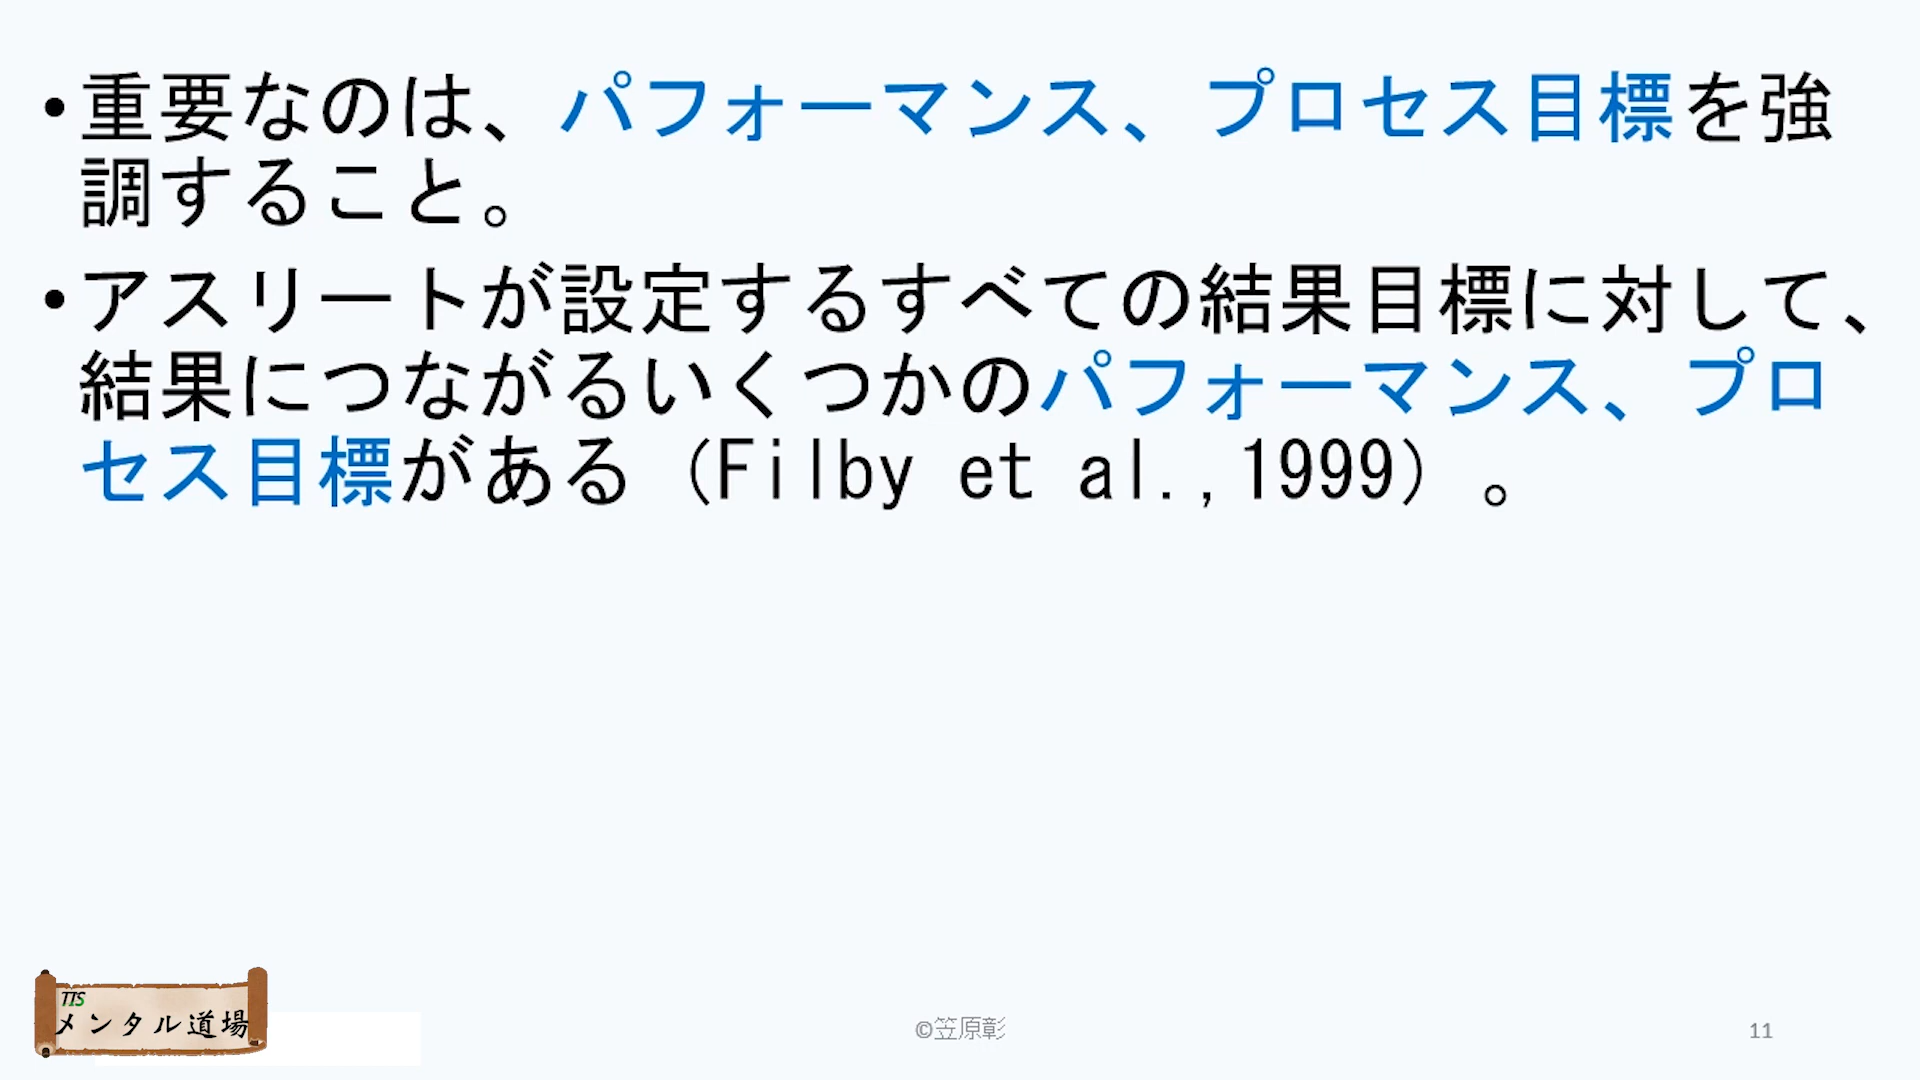 •重要なのは、パフォーマンス、プロセス目標を強
調すること。
•アスリートが設定するすべての結果目標に対して、
結果につながるいくつかのパフォーマンス、プロ
セス目標がある（Filby et al.,1999）。
TIS
メンタル道場
©笠原彰
11